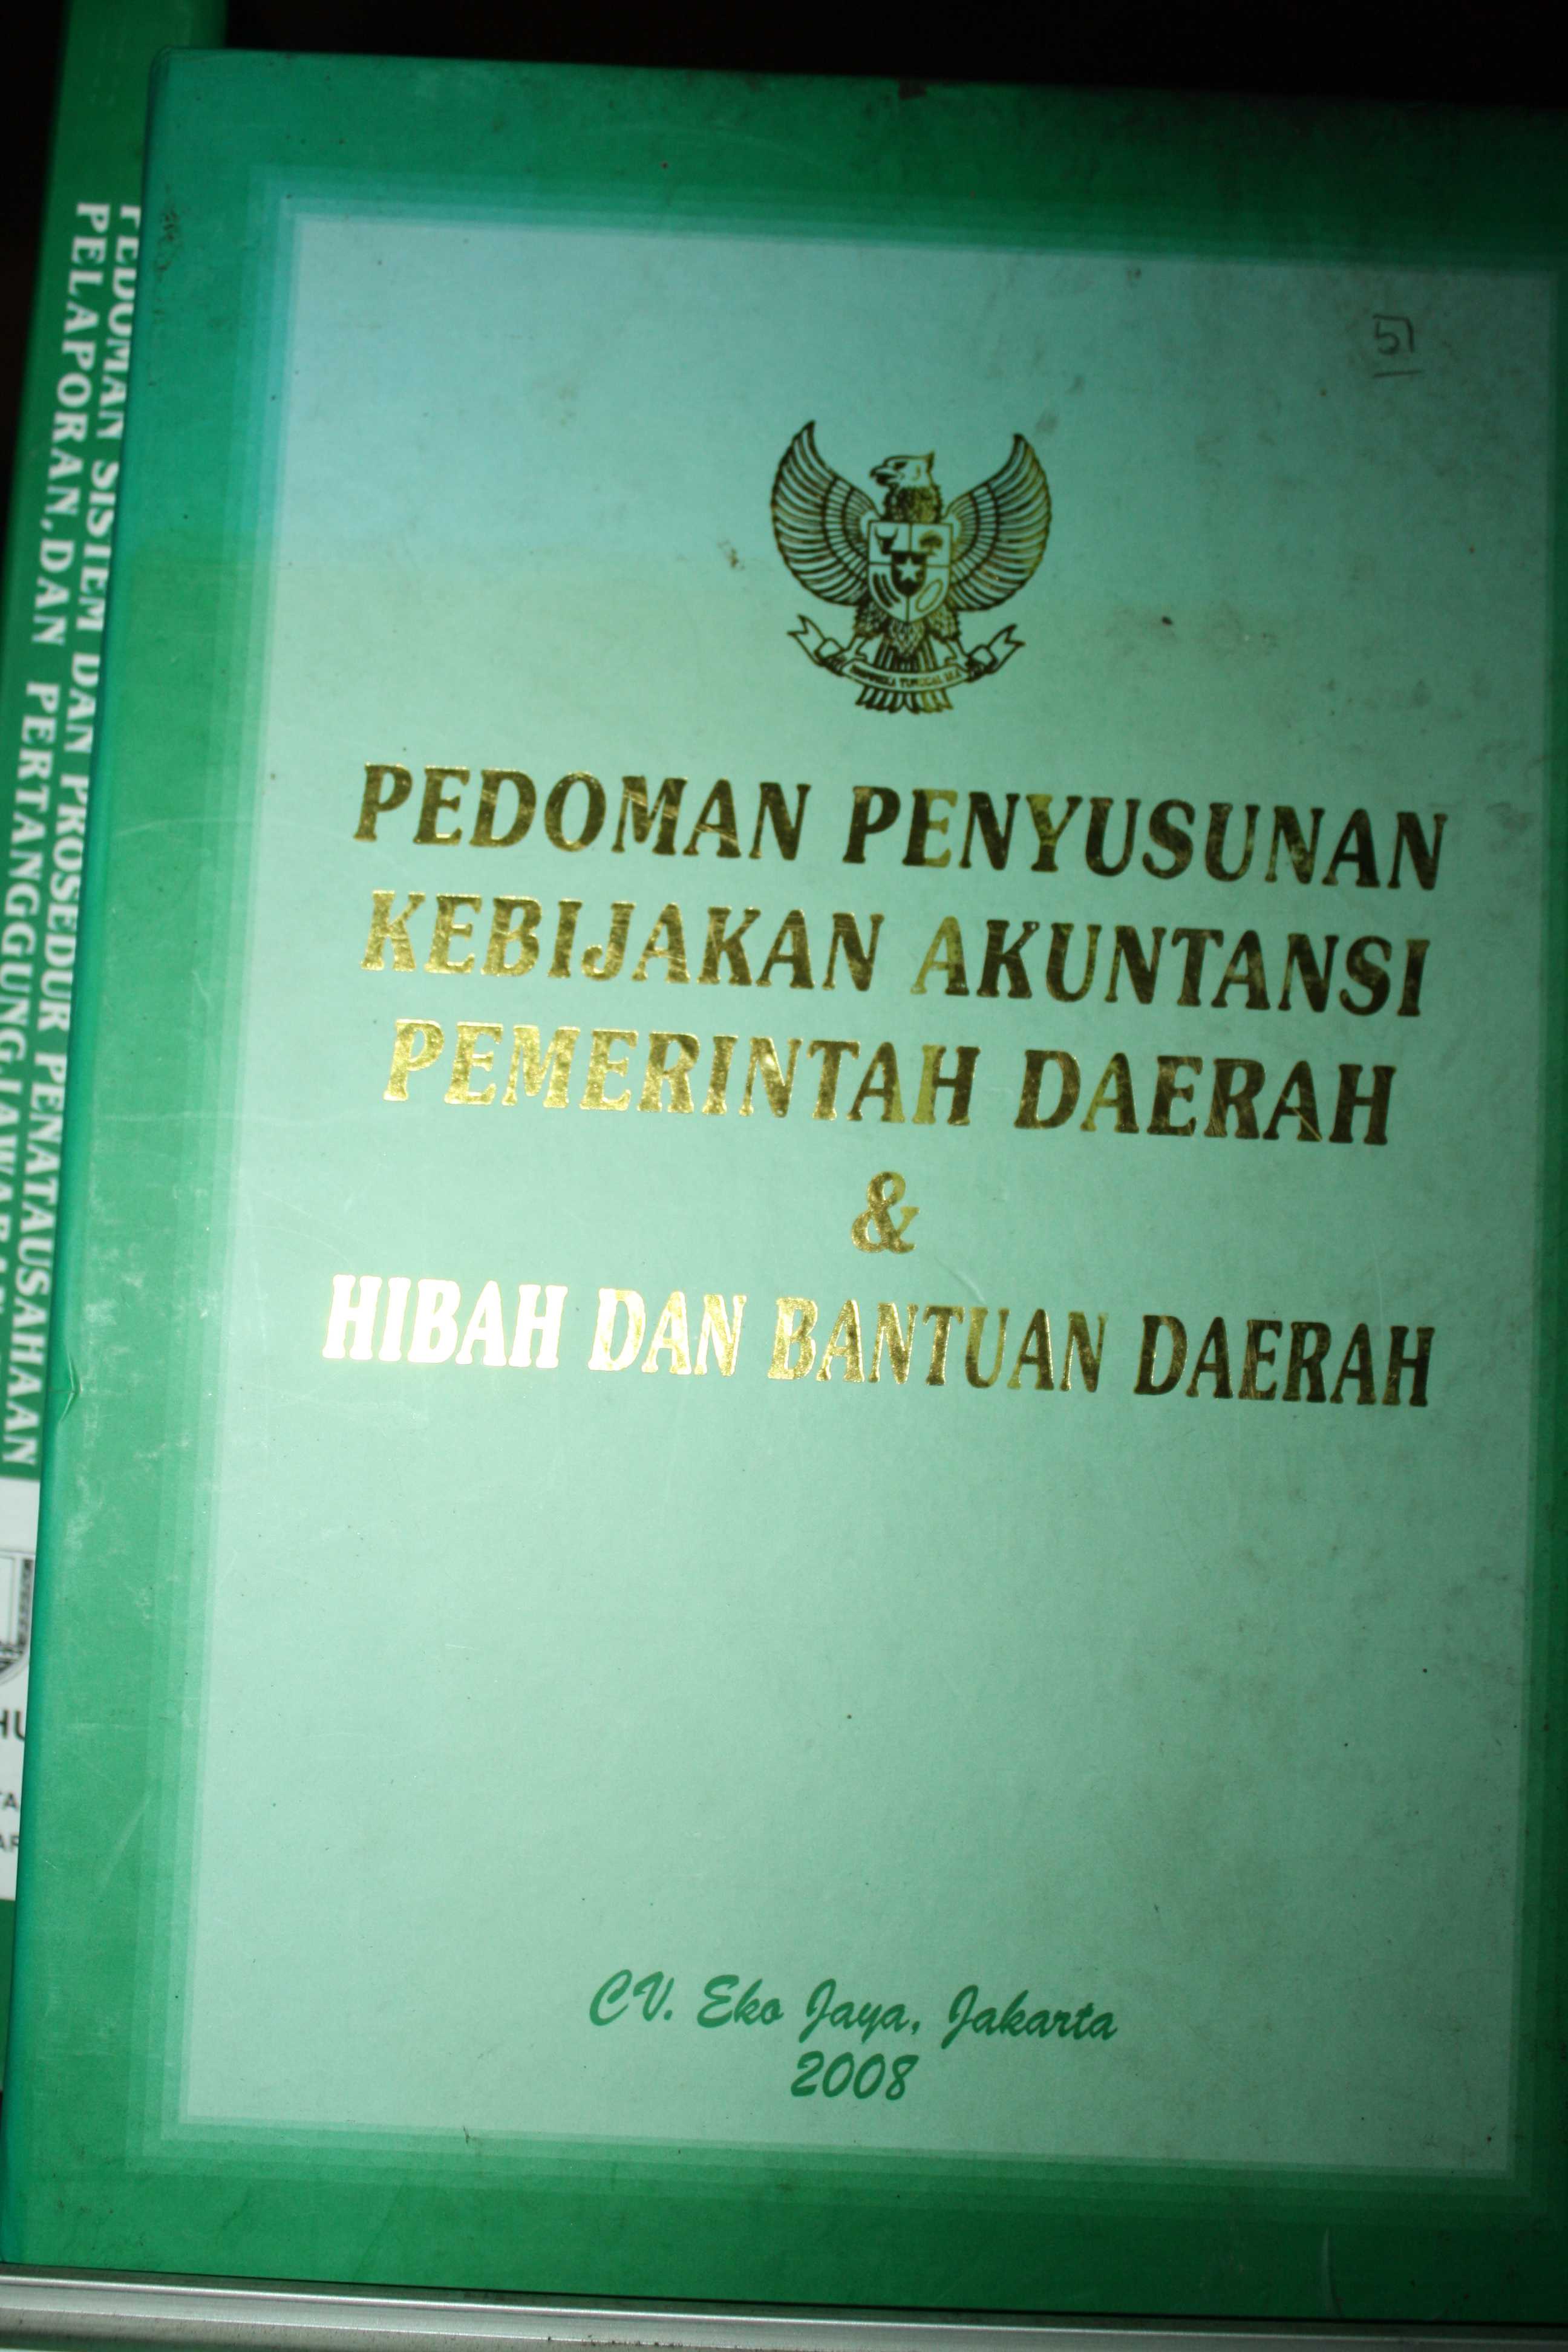 51
PEDOMAN PENYUSUNAN
KEBIJAKAN AKUNTANSI
PEMERINTAH DAERAH
&
HIBAH DAN BANTUAN DAERAH
CV. Eko Jaya, Jakarta
2008
PEDOMAN SISTEM DAN PROSEDUR PENATAUSAHAAN
PELAPORAN, DAN PERTANGGUNGJAWABAN